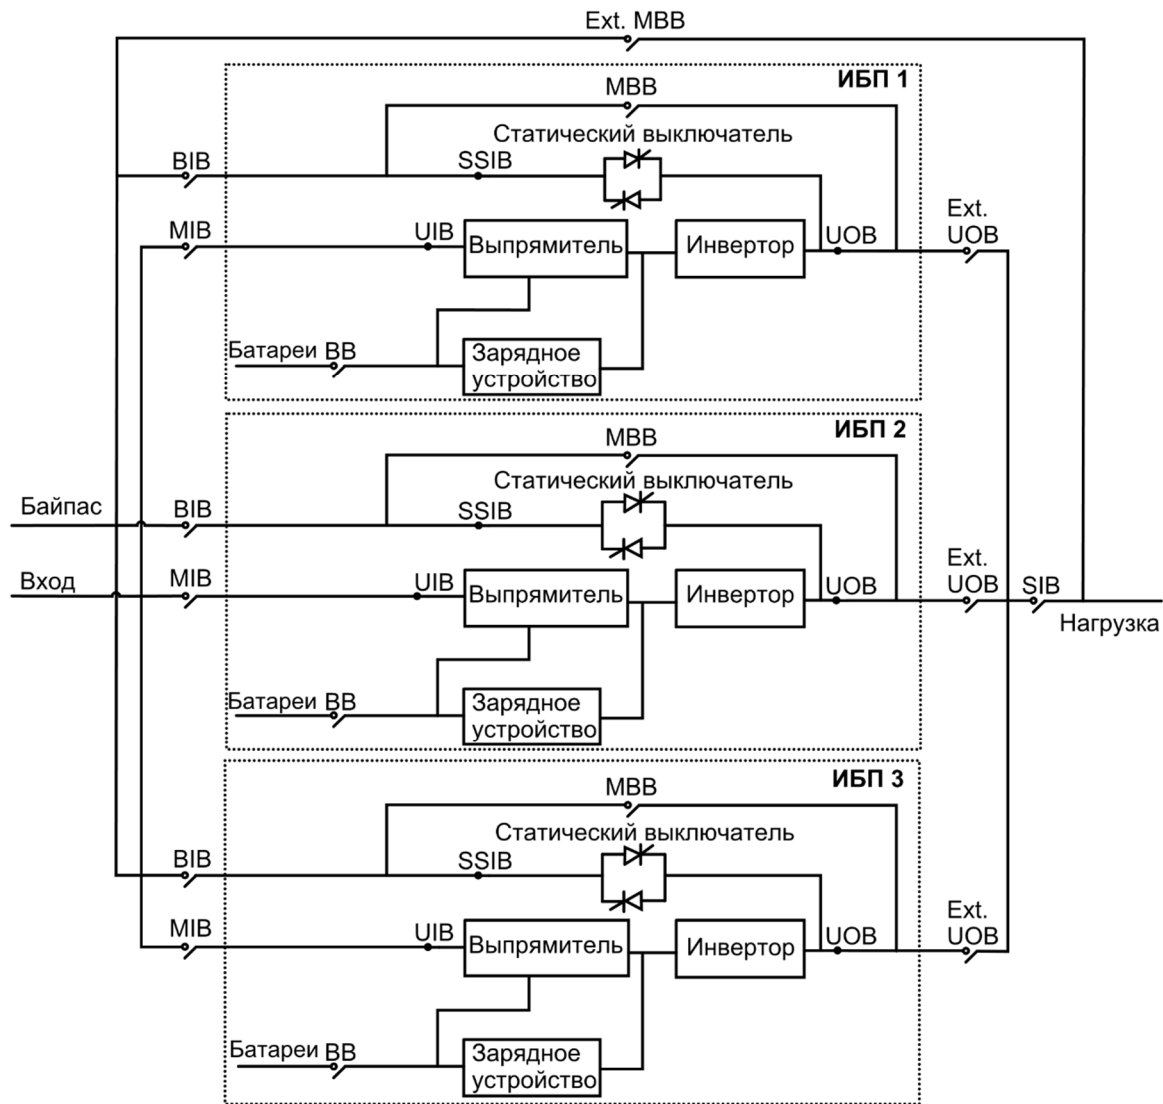 Ext. MBB
ИБП 1
MBB
Статический выключатель
BIB
SSIB
MIB
UIB
Выпрямитель
Инвертор
UOB
Ext.
UOB
Батареи BB
Зарядное
устройство
ИБП 2
MBB
Статический выключатель
Байпас
BIB
SSIB
Вход
MIB
UIB
Выпрямитель
Инвертор
UOB
Ext.
UOB
SIB
Нагрузка
Батареи BB
Зарядное
устройство
ИБП 3
MBB
Статический выключатель
BIB
SSIB
MIB
UIB
Выпрямитель
Инвертор
UOB
Ext.
UOB
Батареи BB
Зарядное
устройство